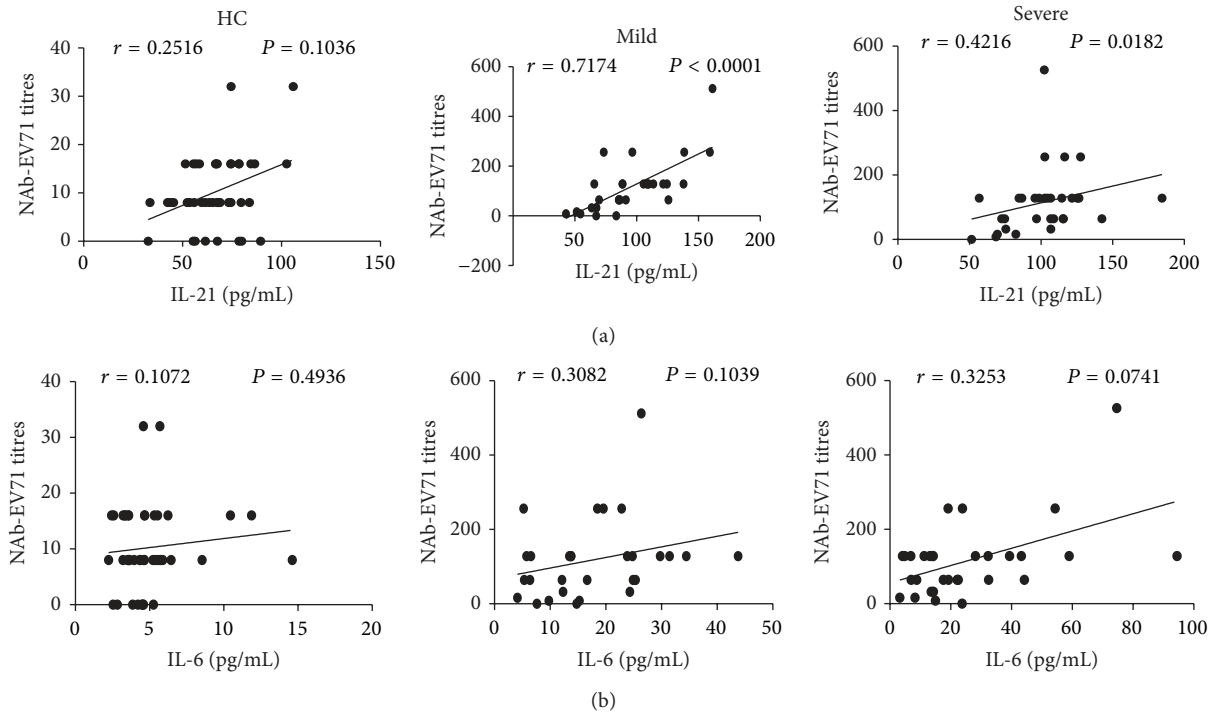 HC
r = 0.2516 P = 0.1036
NAb-EV71 titres
40
30
20
10
0
0 50 100 150
IL-21 (pg/mL)
Mild
r = 0.7174 P < 0.0001
NAb-EV71 titres
600
400
200
0
−200
50 100 150 200
IL-21 (pg/mL)
Severe
r = 0.4216 P = 0.0182
NAb-EV71 titres
600
400
200
0
0 50 100 150 200
IL-21 (pg/mL)
(a)
r = 0.1072 P = 0.4936
NAb-EV71 titres
40
30
20
10
0
0 5 10 15 20
IL-6 (pg/mL)
r = 0.3082 P = 0.1039
NAb-EV71 titres
600
400
200
0
0 10 20 30 40 50
IL-6 (pg/mL)
r = 0.3253 P = 0.0741
NAb-EV71 titres
600
400
200
0
0 20 40 60 80 100
IL-6 (pg/mL)
(b)